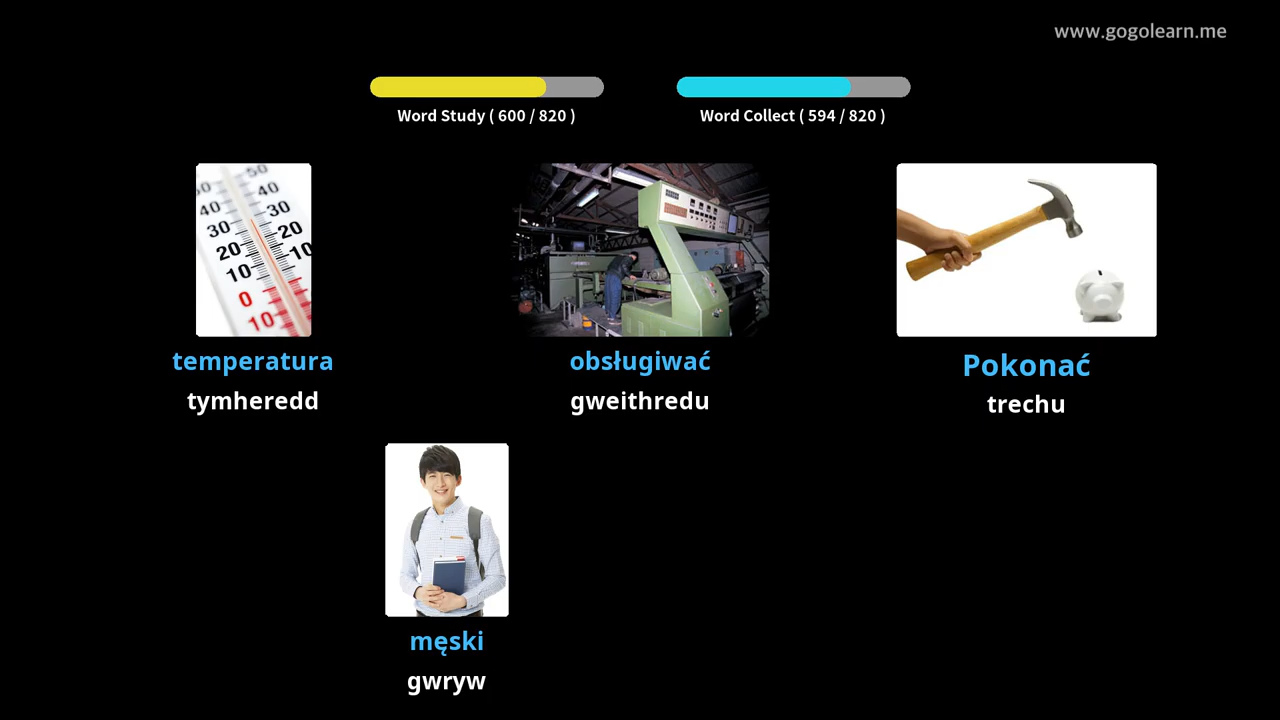 www.gogolearn.me
Word Study ( 600 / 820 )
Word Collect ( 594 / 820 )
temperatura
tymheredd
obsługiwać
gweithredu
Pokonać
trechu
męski
gwryw